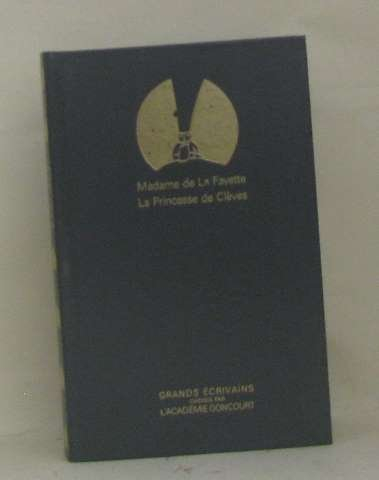 Madame de La Fayette
La Princesse de Clèves
GRANDS ÉCRIVAINS
CHOISIS PAR
L'ACADÉMIE GONCOURT